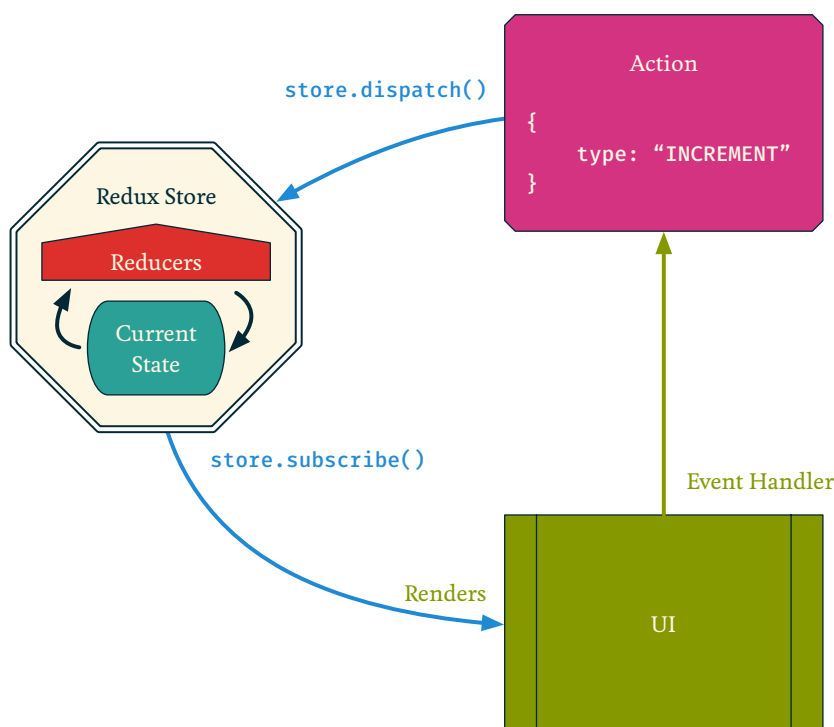 Action
store.dispatch()
{
type: “INCREMENT”
}
Redux Store
Reducers
Current
State
store.subscribe()
Event Handler
Renders
UI